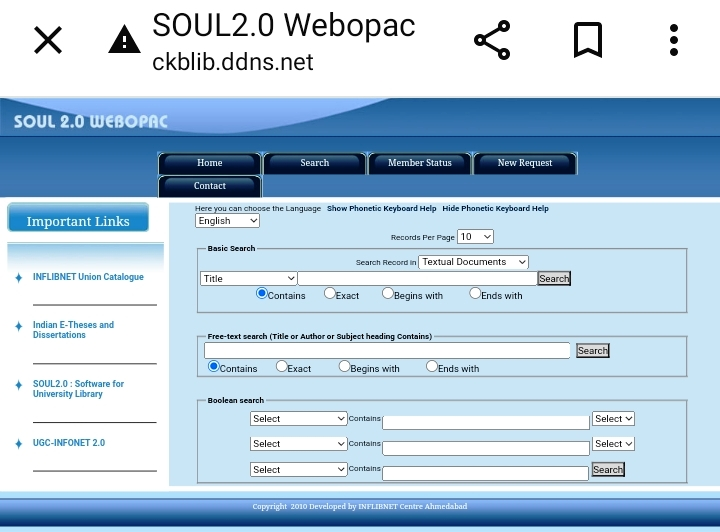 SOUL2.0 Webopac
ckblib.ddns.net
SOUL 2.0 WEBOPAC
Home Search Member Status New Request
Contact
Important Links
INFLIBNET Union Catalogue
Indian E-Theses and
Dissertations
SOUL2.0 : Software for
University Library
UGC-INFONET 2.0
Here you can choose the Language Show Phonetic Keyboard Help Hide Phonetic Keyboard Help
English
Records Per Page 10
Basic Search
Search Record in Textual Documents
Title Search
Contains Exact Begins with Ends with
Free-text search (Title or Author or Subject heading Contains)
Search
Contains Exact Begins with Ends with
Boolean search
Select Contains Select
Select Contains Select
Select Contains Search
Copyright 2010 Developed by INFLIBNET Centre Ahmedabad